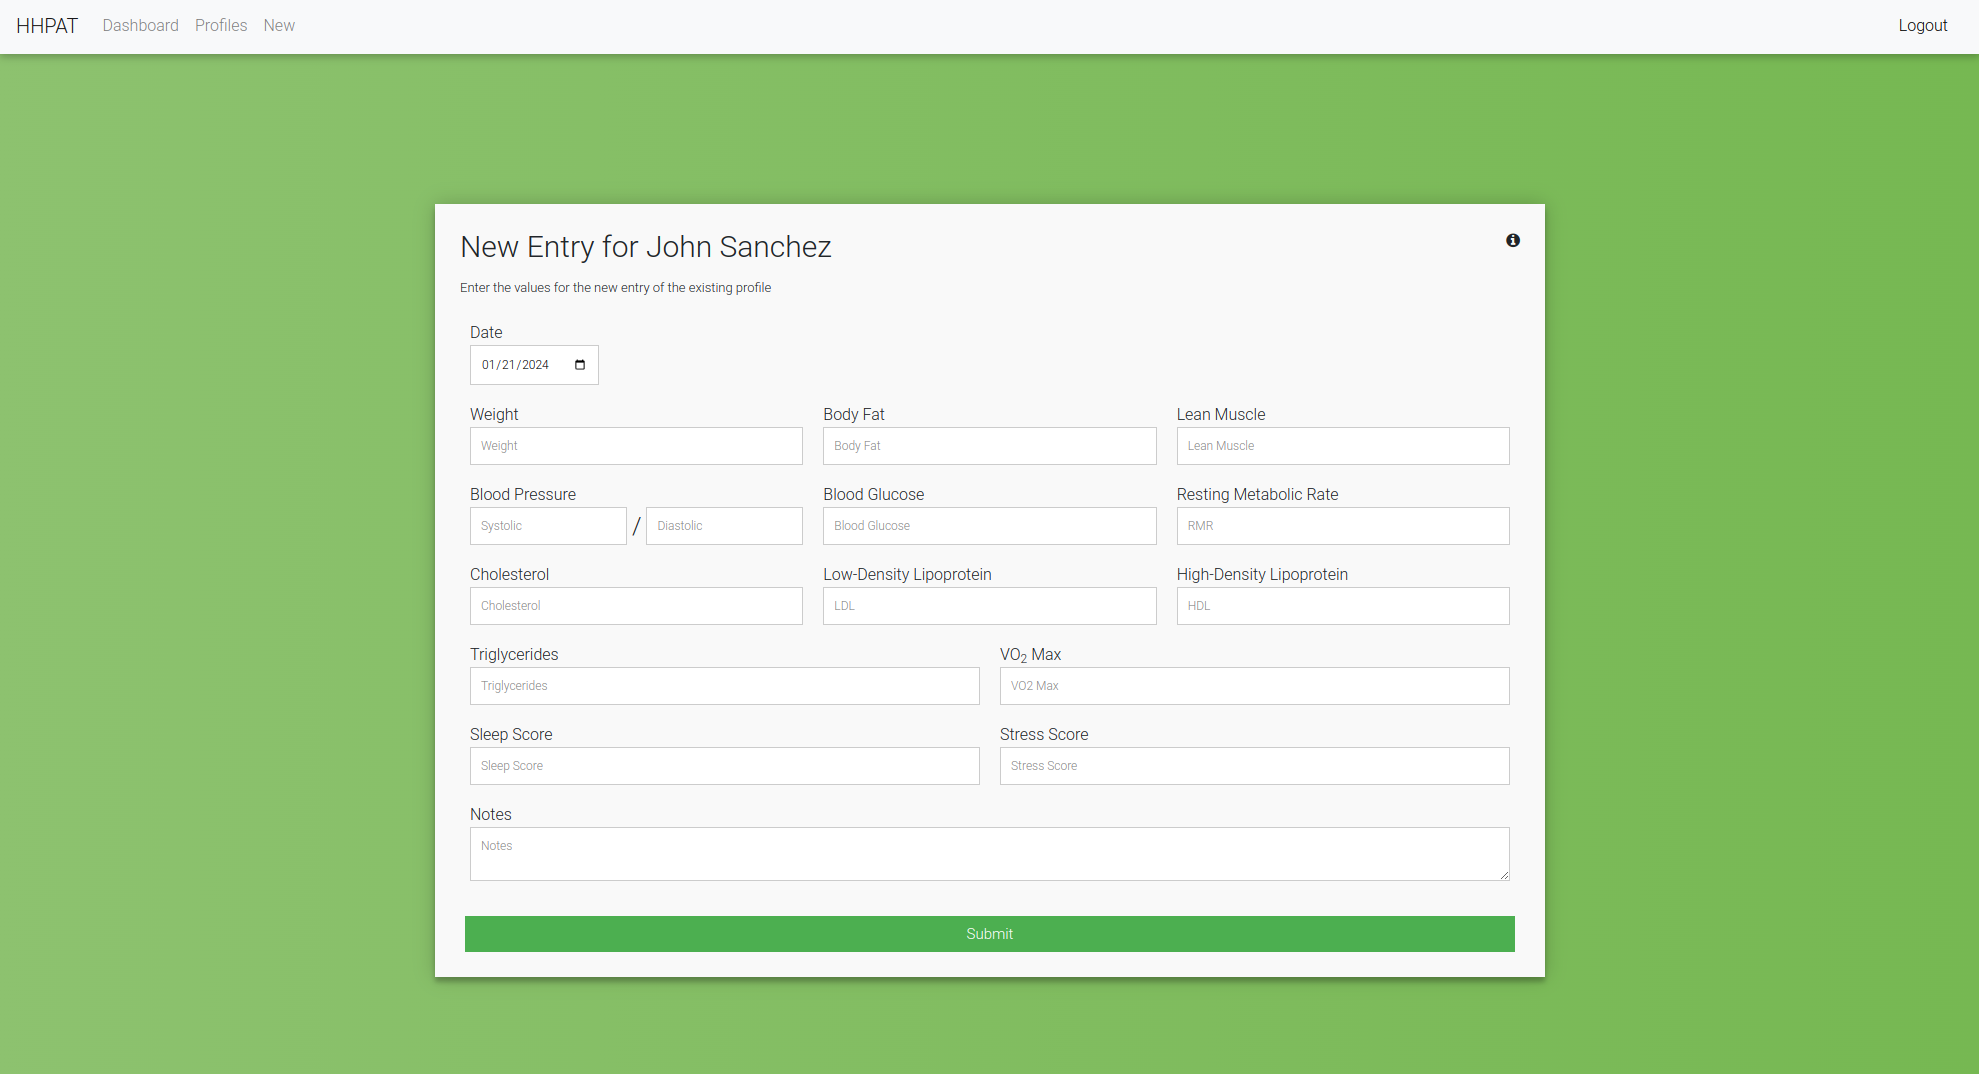 HHPAT Dashboard Profiles New Logout
New Entry for John Sanchez
Enter the values for the new entry of the existing profile
Date
01/21/2024
Weight Body Fat Lean Muscle
Weight Body Fat Lean Muscle
Blood Pressure Blood Glucose Resting Metabolic Rate
Systolic / Diastolic Blood Glucose RMR
Cholesterol Low-Density Lipoprotein High-Density Lipoprotein
Cholesterol LDL HDL
Triglycerides VO₂ Max
Triglycerides VO2 Max
Sleep Score Stress Score
Sleep Score Stress Score
Notes
Notes
Submit